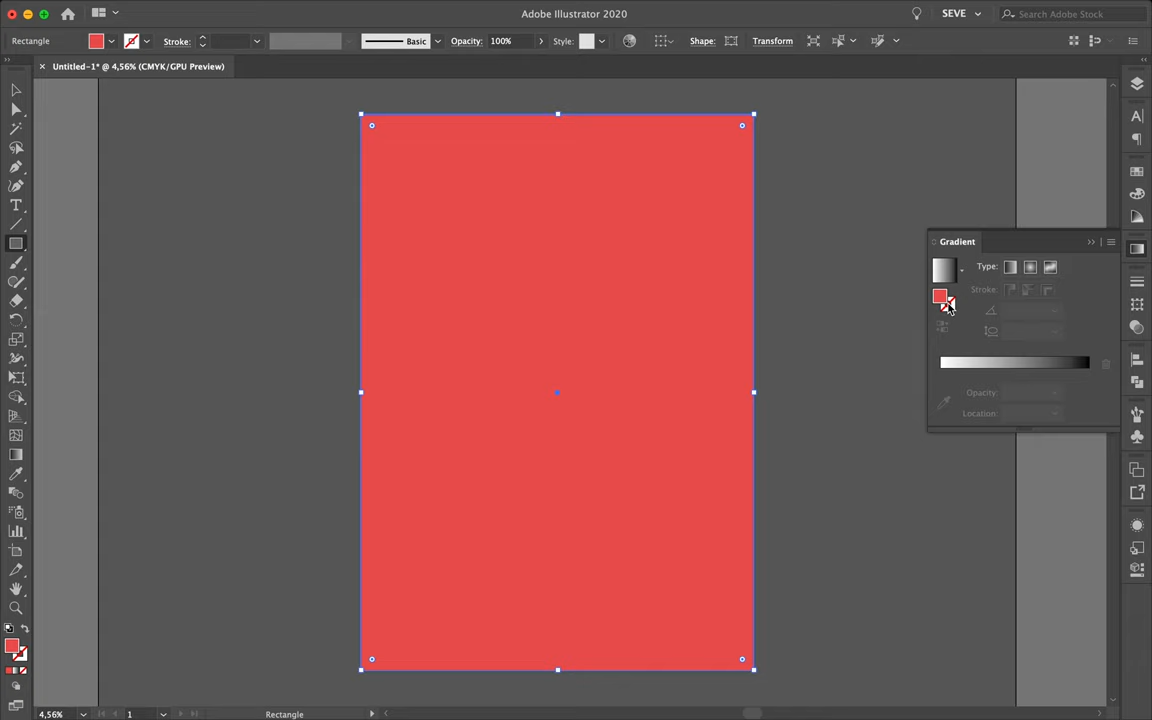 Adobe Illustrator 2020
SEVE
Search Adobe Stock
Rectangle
Stroke:
Basic
Opacity:
100%
Style:
Shape:
Transform
Untitled-1* @ 4,56% (CMYK/GPU Preview)
Gradient
Type:
Stroke:
Opacity:
Location:
4,56%
1
Rectangle